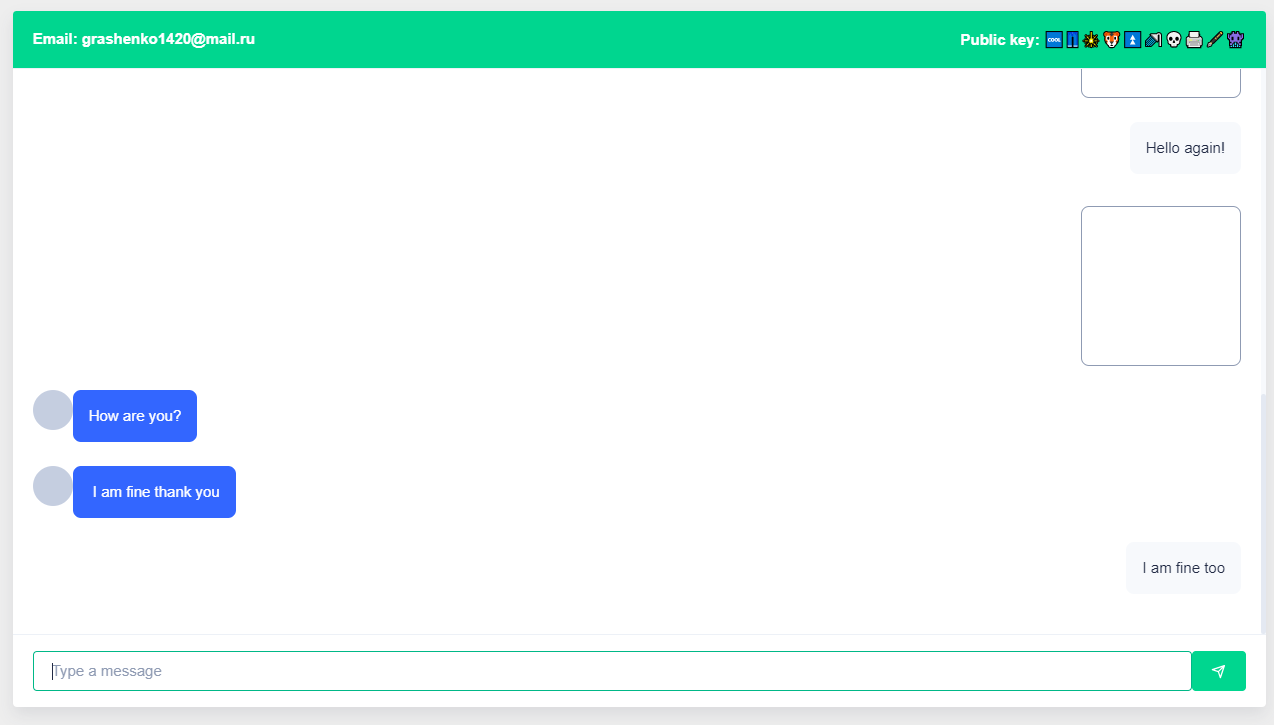 Email: grashenko1420@mail.ru
Public key: 🆒👖🔆🐯⏫🚿💀🖨🖌👾
Hello again!
How are you?
I am fine thank you
I am fine too
Type a message